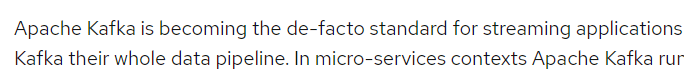 Apache Kafka is becoming the de-facto standard for streaming applications
Kafka their whole data pipeline. In micro-services contexts Apache Kafka